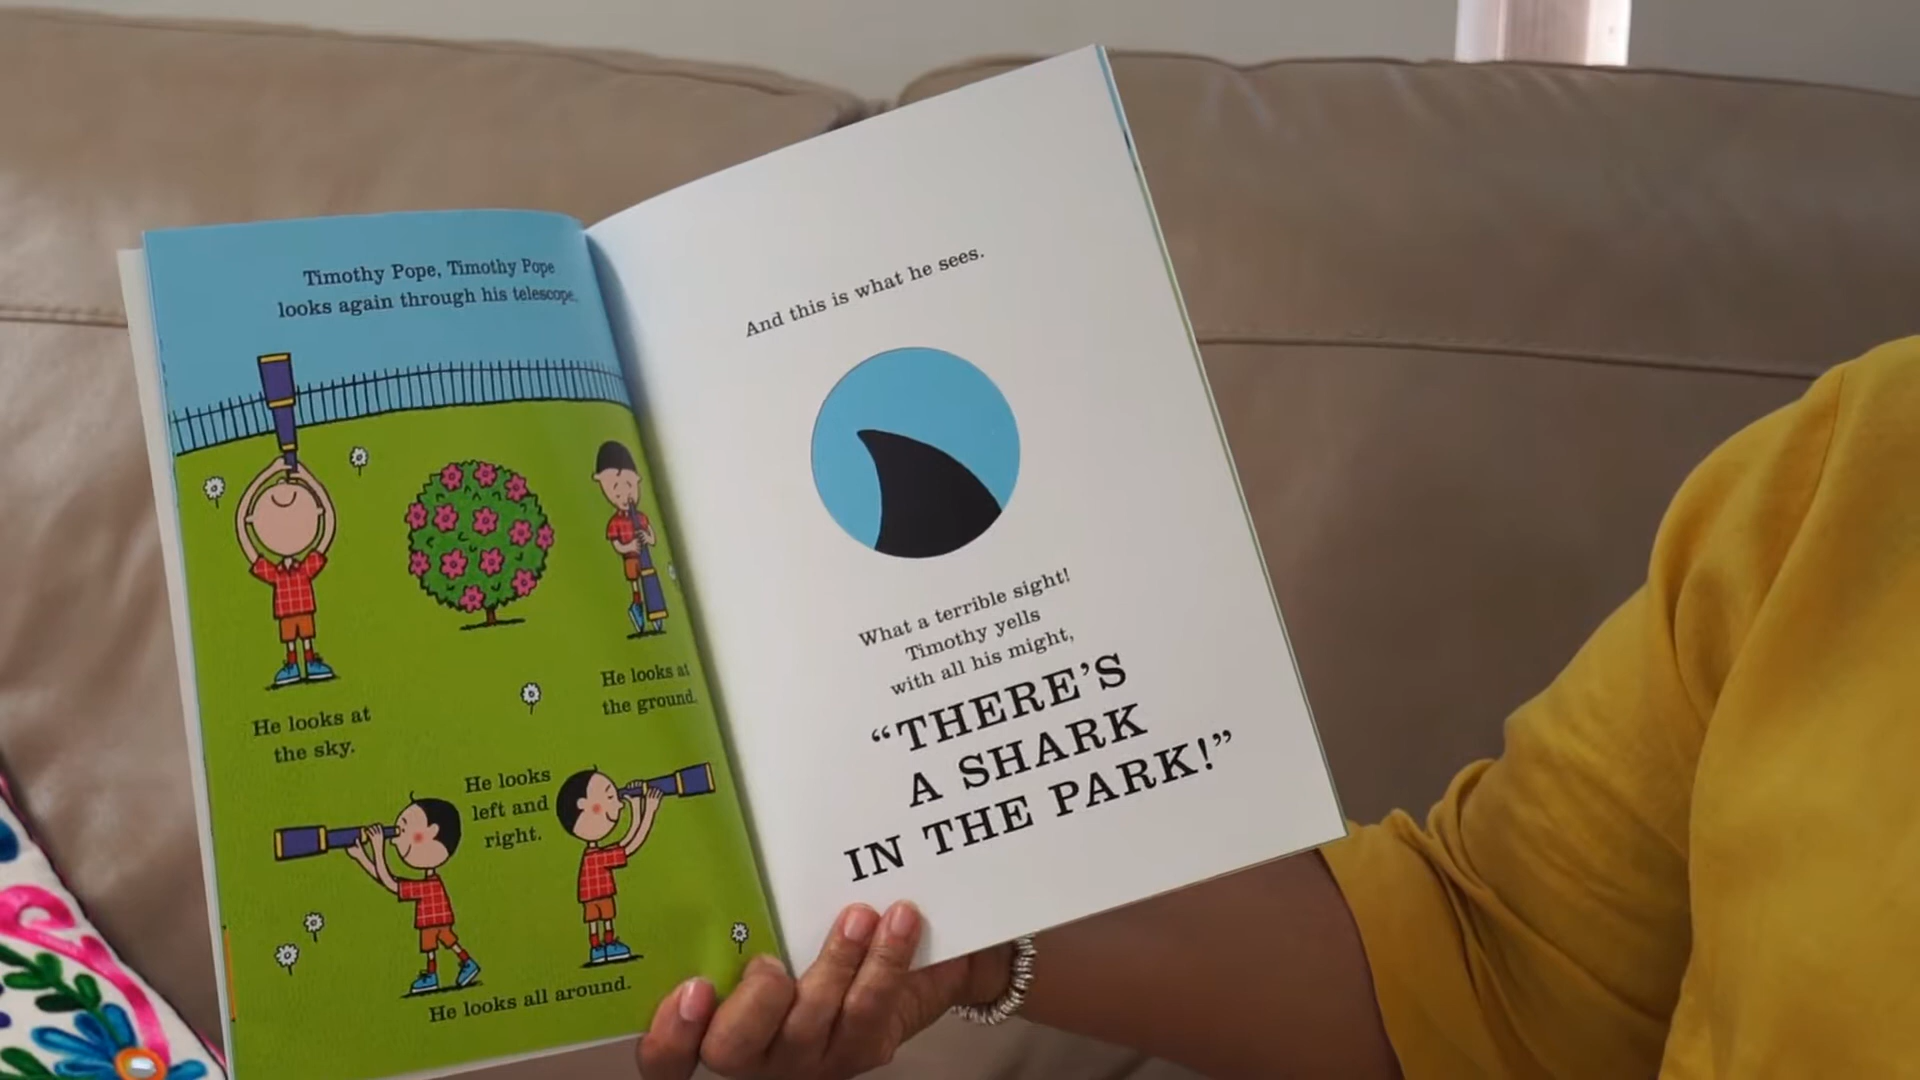 Timothy Pope, Timothy Pope
looks again through his telescope.
He looks at
the sky.
He looks at
the ground.
He looks
left and
right.
He looks all around.
And this is what he sees.
What a terrible sight!
Timothy yells
with all his might,
“THERE’S
A SHARK
IN THE PARK!”